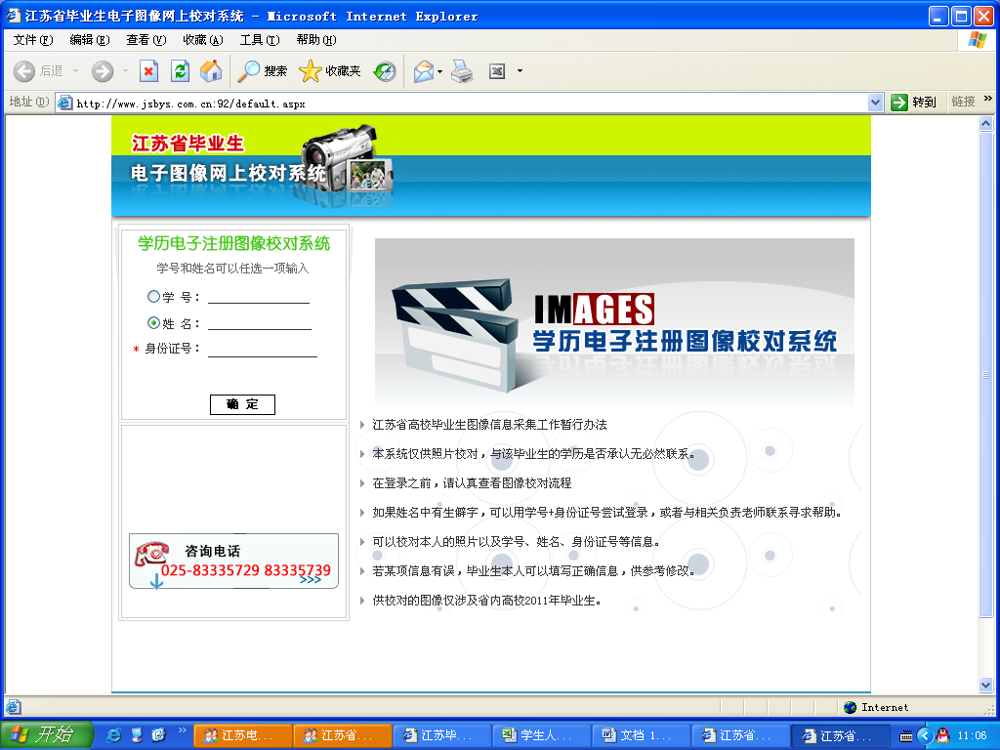 江苏省毕业生电子图像网上校对系统 - Microsoft Internet Explorer
文件(F) 编辑(E) 查看(V) 收藏(A) 工具(T) 帮助(H)
后退 搜索 收藏夹
地址(D) http://www.jsbys.com.cn:92/default.aspx 转到 链接 »
江苏省毕业生
电子图像网上校对系统
学历电子注册图像校对系统
学号和姓名可以任选一项输入
学 号：
姓 名：
* 身份证号：
确 定
咨询电话
025-83335729 83335739
>>>
IMAGES
学历电子注册图像校对系统
江苏省高校毕业生图像信息采集工作暂行办法
本系统仅供照片校对，与该毕业生的学历是否承认无必然联系。
在登录之前，请认真查看图像校对流程
如果姓名中有生僻字，可以用学号+身份证号尝试登录，或者与相关负责老师联系寻求帮助。
可以校对本人的照片以及学号、姓名、身份证号等信息。
若某项信息有误，毕业生本人可以填写正确信息，供参考修改。
供校对的图像仅涉及省内高校2011年毕业生。
Internet
开始 » 江苏电... 江苏省... 江苏毕... 学生人... 文档 1... 江苏省... 江苏省... 11:06